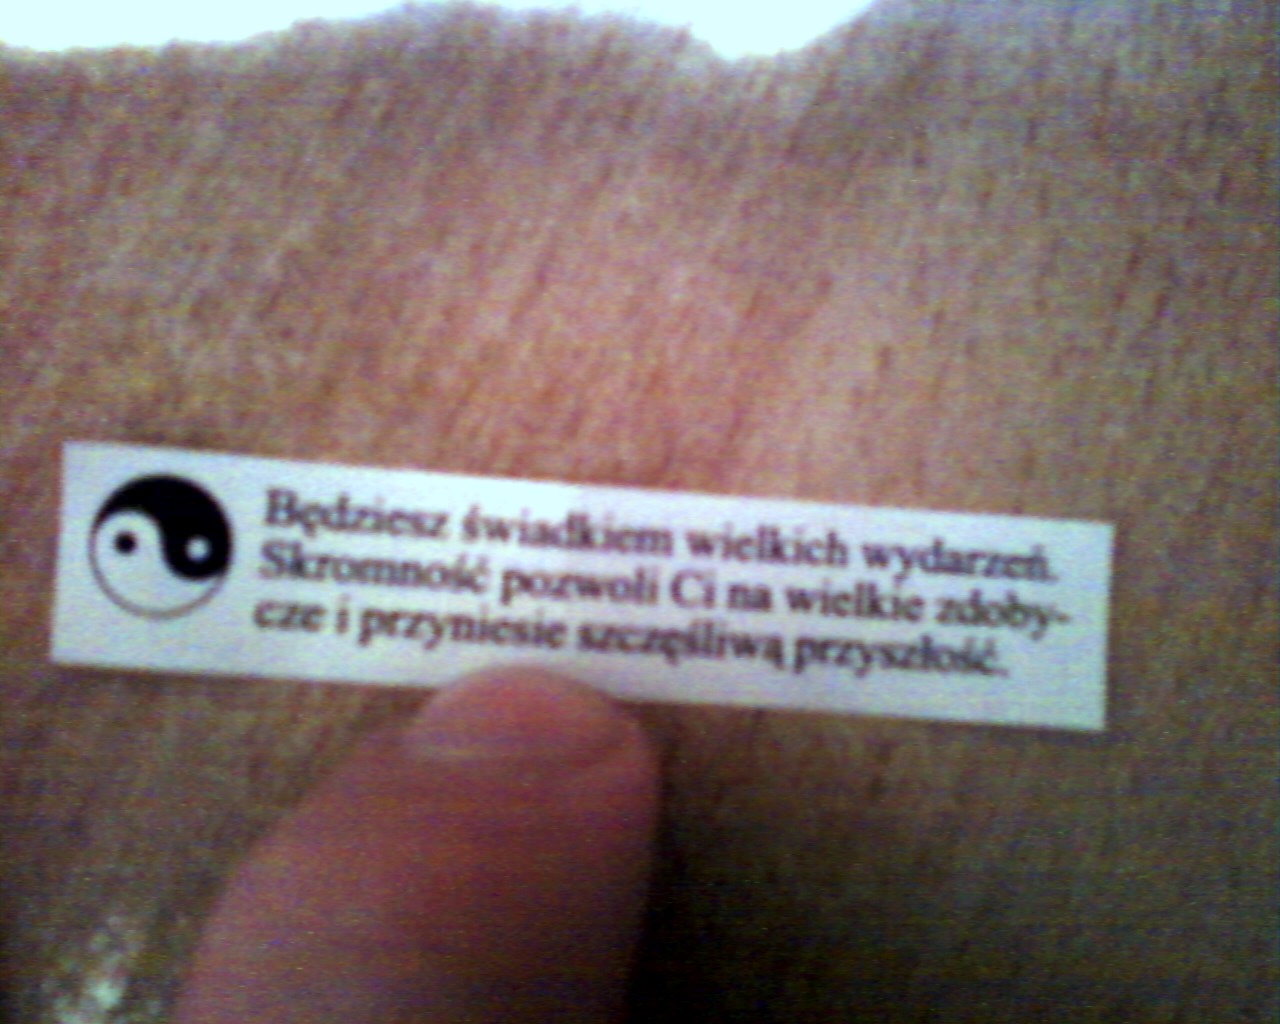 Będziesz świadkiem wielkich wydarzeń.
Skromność pozwoli Ci na wielkie zdoby-
cze i przyniesie szczęśliwą przyszłość.